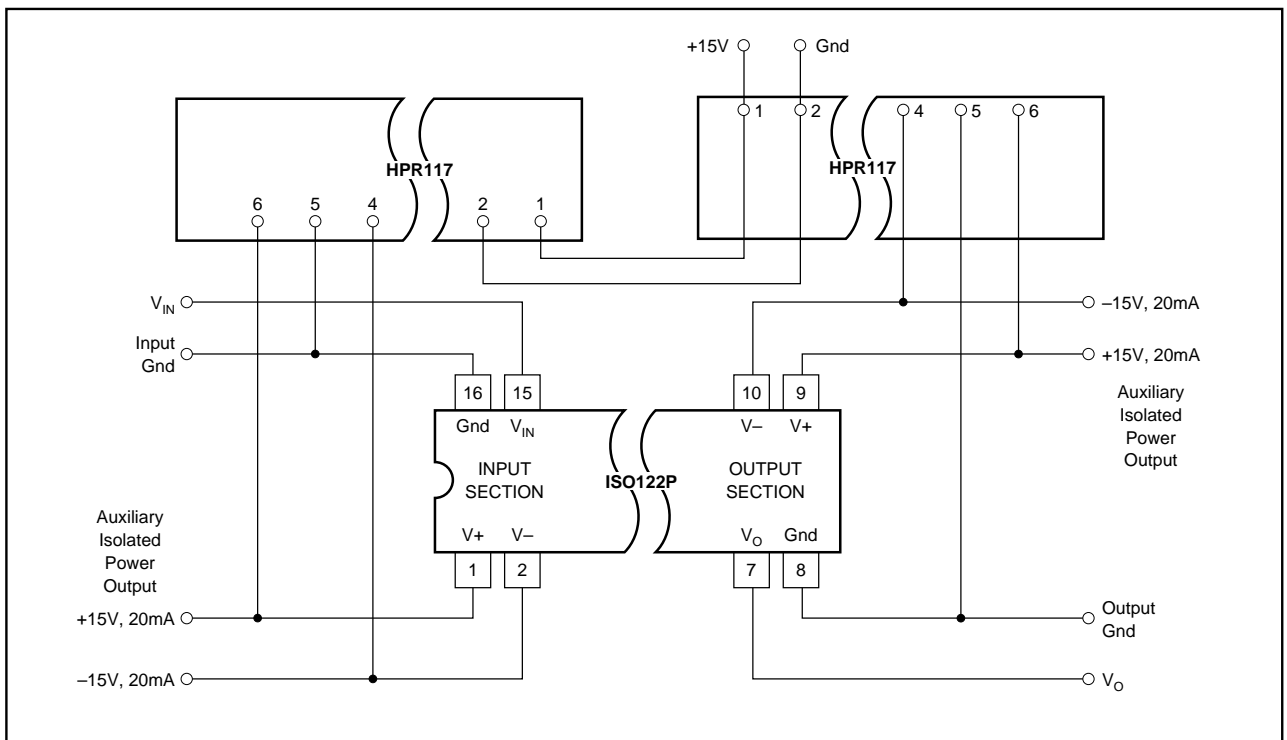 +15V
Gnd
1
2
4
5
6
HPR117
HPR117
6
5
4
2
1
V_IN
–15V, 20mA
Input
Gnd
+15V, 20mA
16
15
10
9
Gnd
V_IN
V–
V+
Auxiliary
Isolated
Power
Output
INPUT
SECTION
ISO122P
OUTPUT
SECTION
Auxiliary
Isolated
Power
Output
V+
V–
V_O
Gnd
1
2
7
8
+15V, 20mA
Output
Gnd
–15V, 20mA
V_O